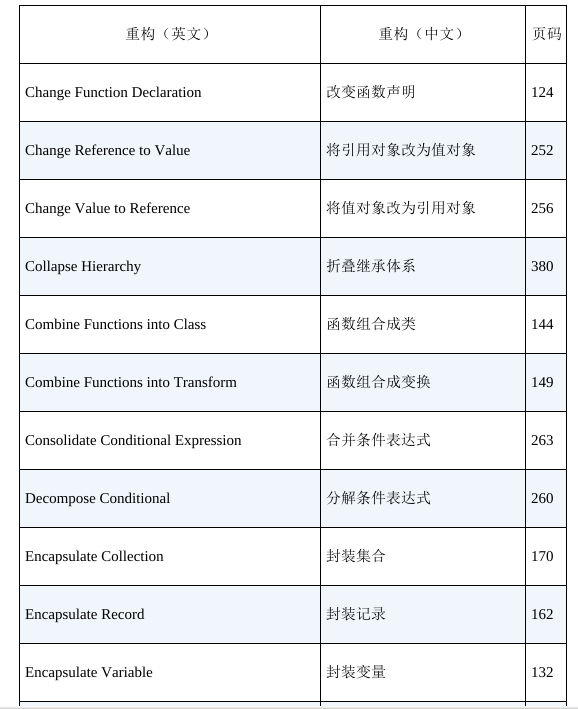 重构（英文） 重构（中文） 页码
Change Function Declaration 改变函数声明 124
Change Reference to Value 将引用对象改为值对象 252
Change Value to Reference 将值对象改为引用对象 256
Collapse Hierarchy 折叠继承体系 380
Combine Functions into Class 函数组合成类 144
Combine Functions into Transform 函数组合成变换 149
Consolidate Conditional Expression 合并条件表达式 263
Decompose Conditional 分解条件表达式 260
Encapsulate Collection 封装集合 170
Encapsulate Record 封装记录 162
Encapsulate Variable 封装变量 132